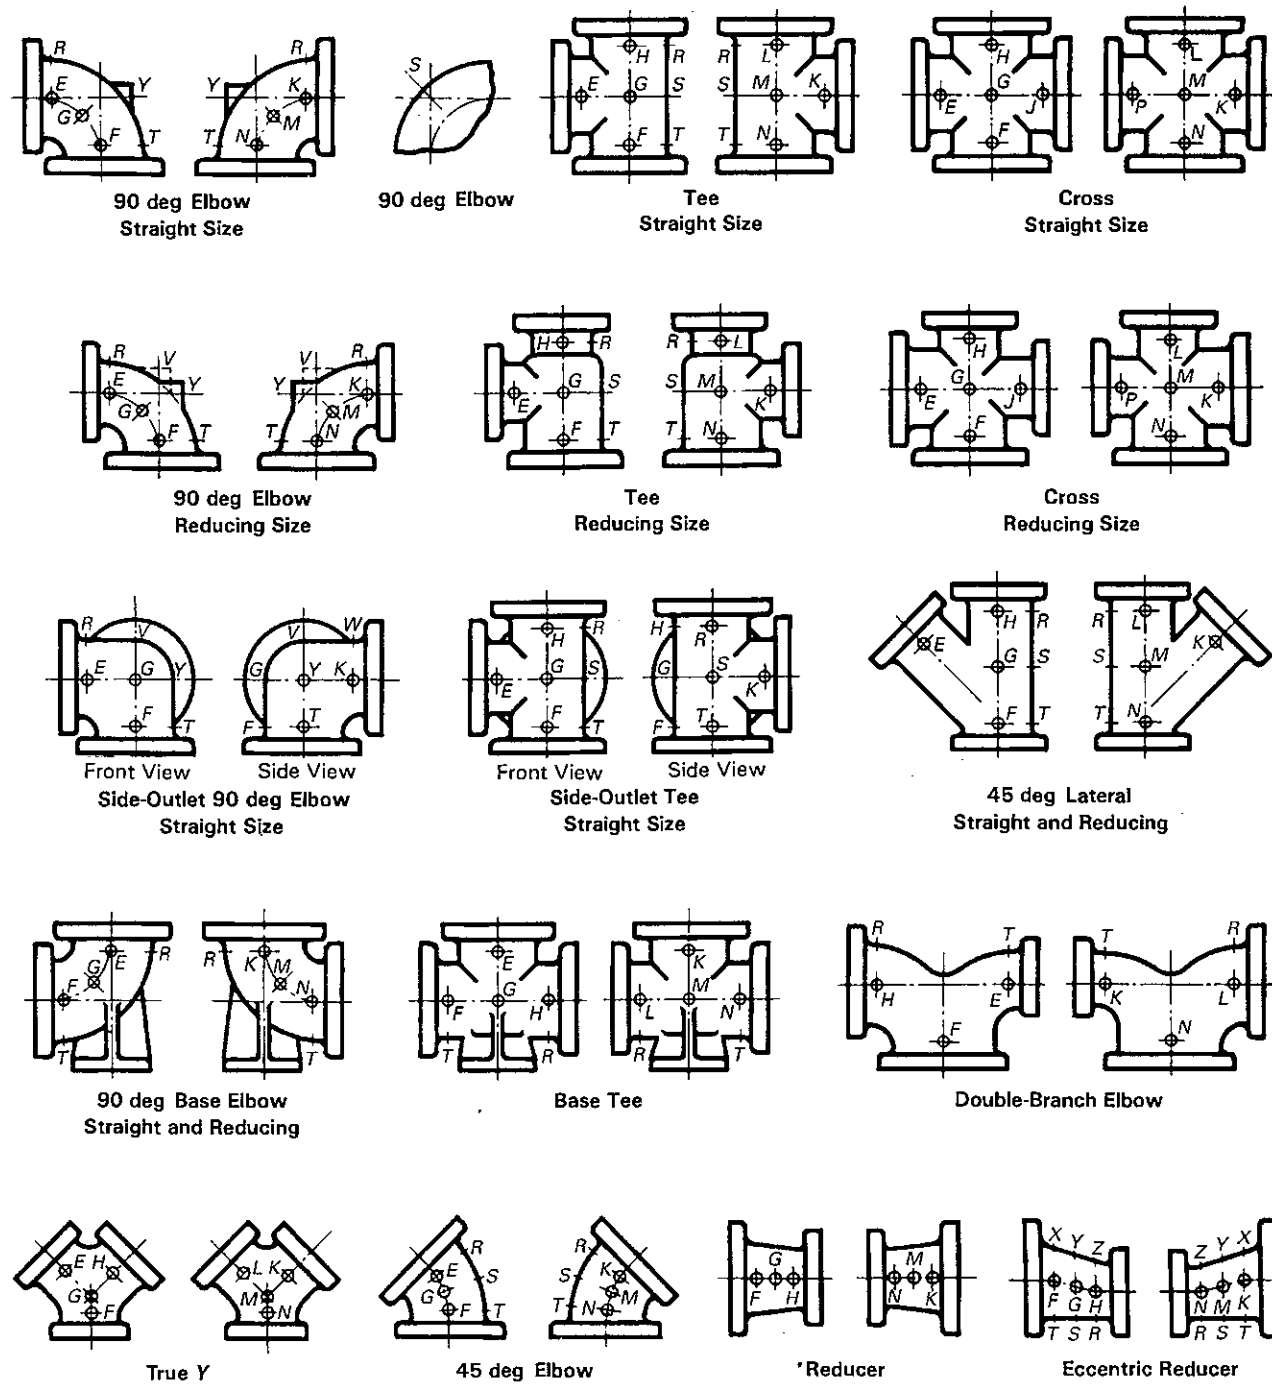 R
E
Y
G
F
T
R
Y
K
M
N
T
90 deg Elbow
Straight Size
S
90 deg Elbow
H
R
E
G
S
F
T
R
L
S
M
K
T
N
Tee
Straight Size
H
G
E
J
F
L
M
P
K
N
Cross
Straight Size
R
V
E
Y
G
F
T
V
R
Y
K
M
T
N
90 deg Elbow
Reducing Size
H
R
G
S
E
F
T
R
L
S
M
K
T
N
Tee
Reducing Size
H
G
E
J
F
L
M
P
K
N
Cross
Reducing Size
R
V
E
G
Y
F
T
V
W
G
Y
K
F
T
Front View
Side View
Side-Outlet 90 deg Elbow
Straight Size
H
R
E
G
S
F
T
H
R
G
S
K
F
T
Front View
Side View
Side-Outlet Tee
Straight Size
H
R
E
G
S
F
T
R
L
K
S
M
T
N
45 deg Lateral
Straight and Reducing
G
E
R
F
T
R
K
M
N
T
90 deg Base Elbow
Straight and Reducing
E
F
G
H
T
R
K
L
M
N
R
T
Base Tee
R
T
H
E
F
T
R
K
L
N
Double-Branch Elbow
E
H
G
F
L
K
M
N
True Y
R
E
S
G
F
T
R
K
S
M
T
N
45 deg Elbow
G
F
H
M
N
K
Reducer
X
Y
Z
F
G
H
T
S
R
Z
Y
X
N
M
K
R
S
T
Eccentric Reducer